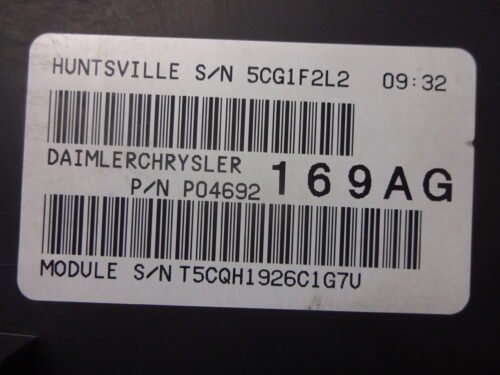 HUNTSVILLE S/N 5CG1F2L2 09:32
DAIMLERCHRYSLER
P/N P04692 169AG
MODULE S/N T5CQH1926C1G7U